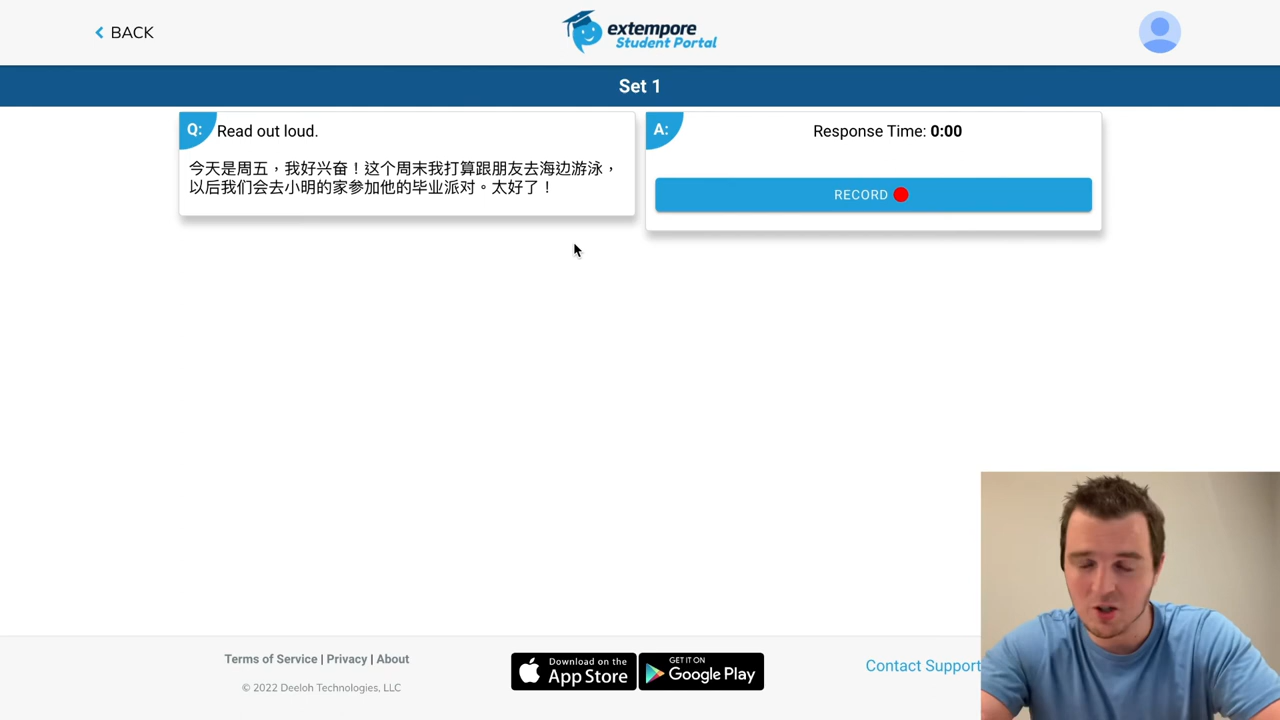 BACK
extempore
Student Portal
Set 1
Q: Read out loud.
今天是周五，我好兴奋！这个周末我打算跟朋友去海边游泳，
以后我们会去小明的家参加他的毕业派对。太好了！
A: Response Time: 0:00
RECORD
Terms of Service | Privacy | About
© 2022 Deeloh Technologies, LLC
Download on the
App Store
GET IT ON
Google Play
Contact Support